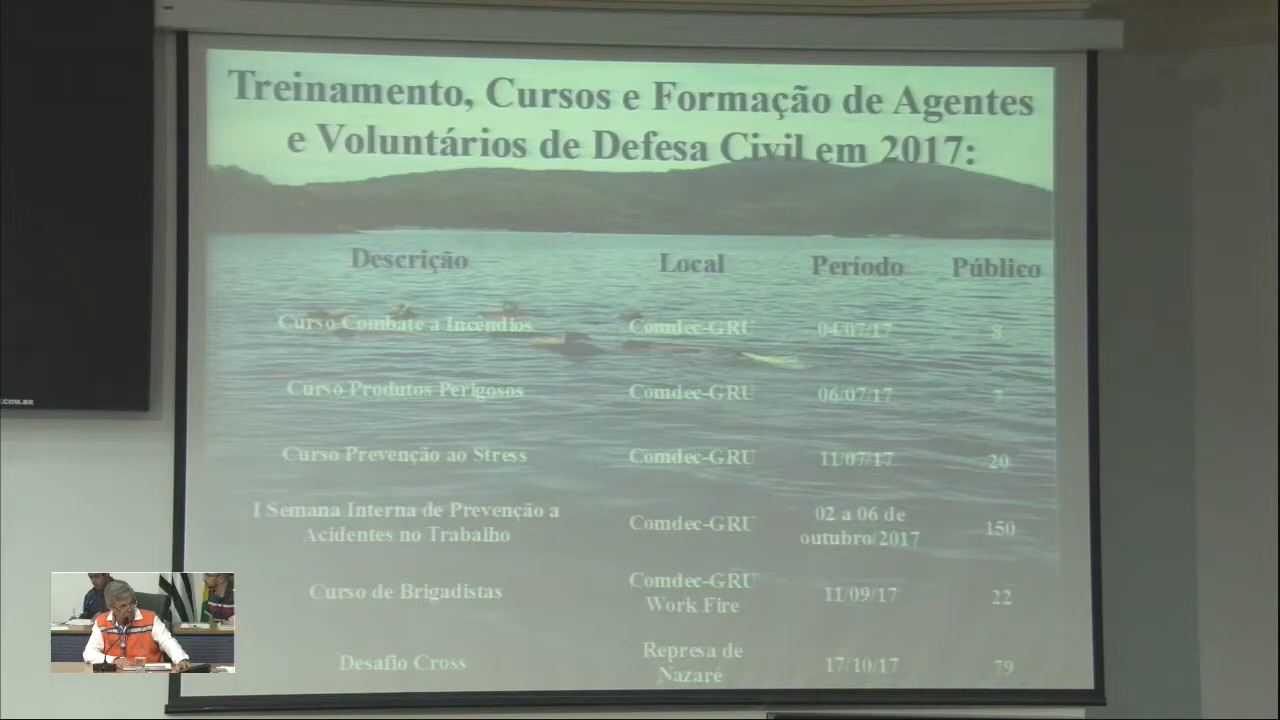 Treinamento, Cursos e Formação de Agentes
e Voluntários de Defesa Civil em 2017:
Descrição Local Período Público
Curso Combate a Incendios Comdec-GRU 04/07/17 8
Curso Produtos Perigosos Comdec-GRU 06/07/17 7
Curso Prevenção ao Stress Comdec-GRU 11/07/17 20
I Semana Interna de Prevenção a
Acidentes no Trabalho
Comdec-GRU
02 a 06 de
outubro/2017
150
Curso de Brigadistas
Comdec-GRU
Work Fire
11/09/17
22
Desafio Cross
Represa de
Nazaré
17/10/17
79
.COM.BR